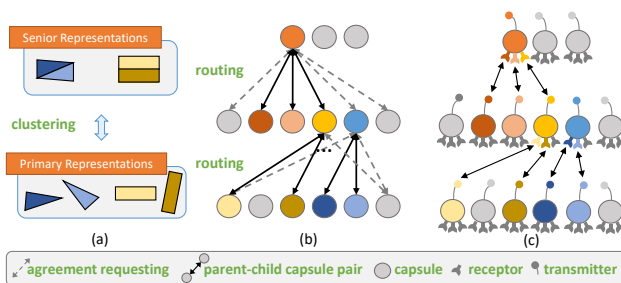 Senior Representations
clustering
Primary Representations
(a)
routing
routing
...
(b)
(c)
agreement requesting
parent-child capsule pair
capsule
receptor
transmitter